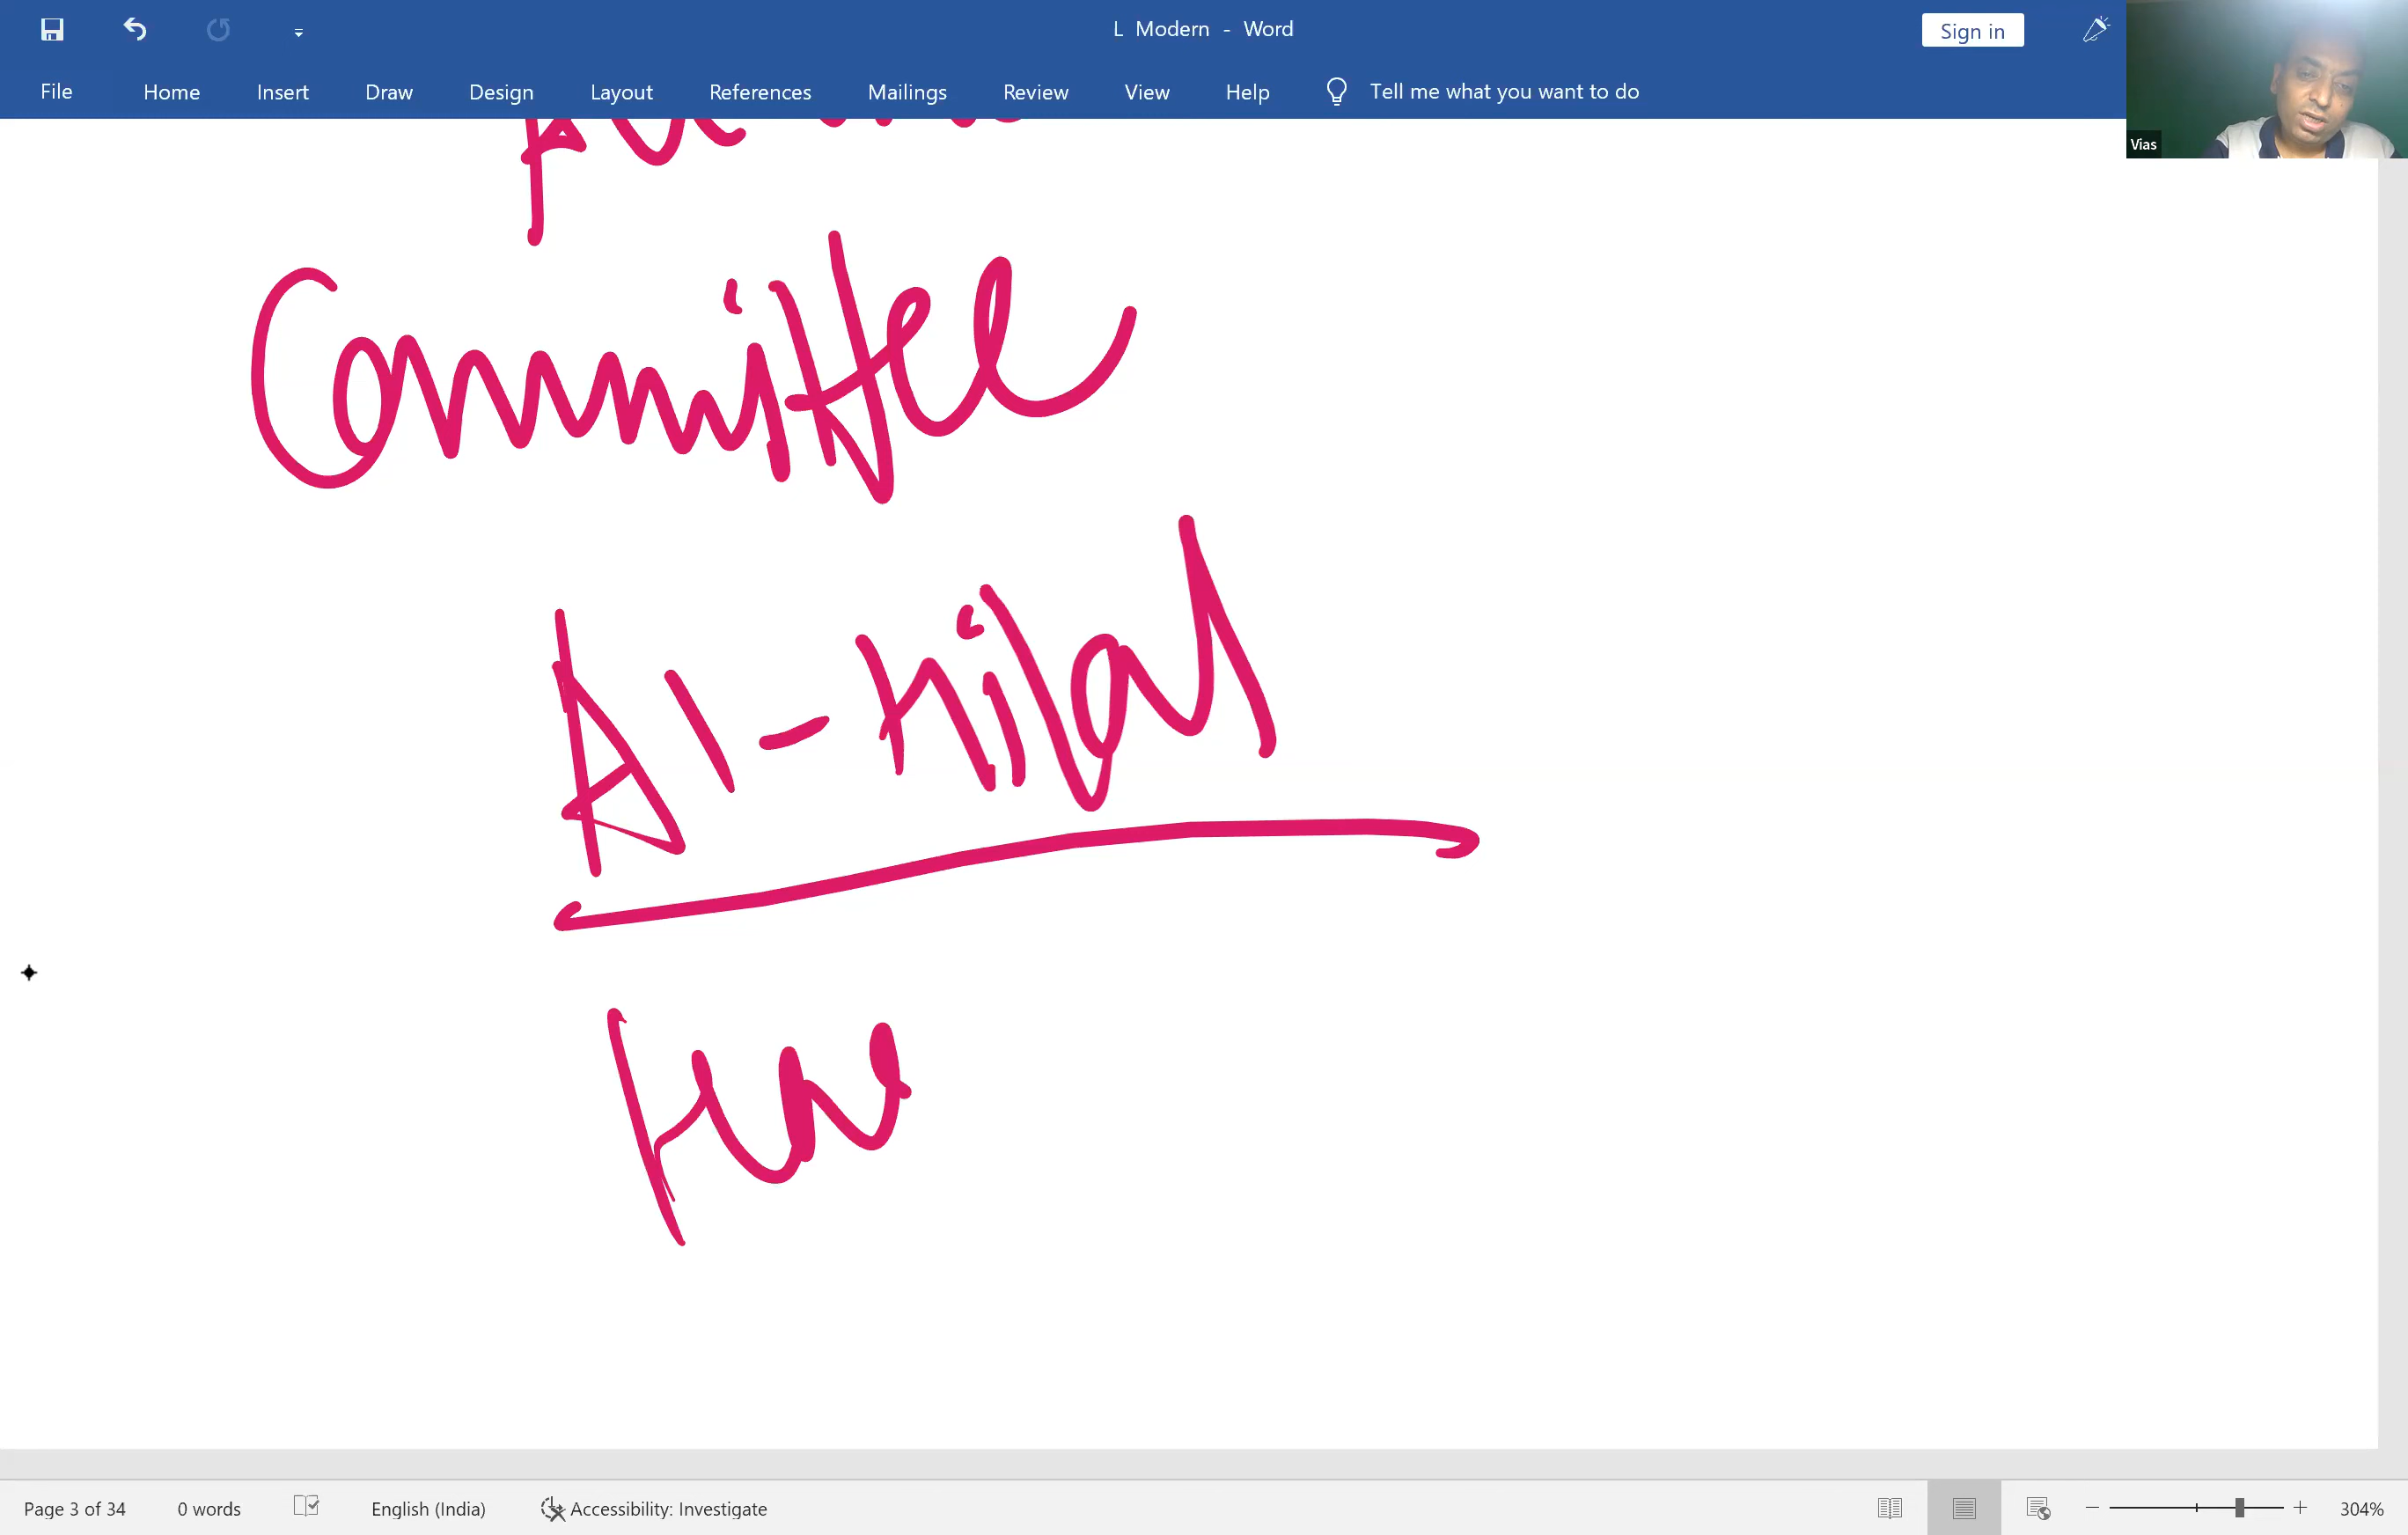 L Modern - Word
Sign in
File Home Insert Draw Design Layout References Mailings Review View Help Tell me what you want to do
Vias
Committee
Al-Hilal
Page 3 of 34 0 words English (India) Accessibility: Investigate 304%